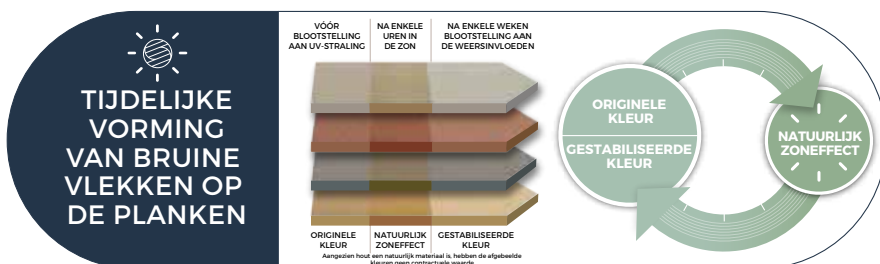 TIJDELIJKE
VORMING
VAN BRUINE
VLEKKEN OP
DE PLANKEN
VÓÓR
BLOOTSTELLING
AAN UV-STRALING
NA ENKELE
UREN IN
DE ZON
NA ENKELE WEKEN
BLOOTSTELLING AAN
DE WEERSINVLOEDEN
ORIGINELE
KLEUR
NATUURLIJK
ZONEFFECT
GESTABILISEERDE
KLEUR
Aangezien hout een natuurlijk materiaal is, hebben de afgebeelde
kleuren geen contractuele waarde
ORIGINELE
KLEUR
GESTABILISEERDE
KLEUR
NATUURLIJK
ZONEFFECT